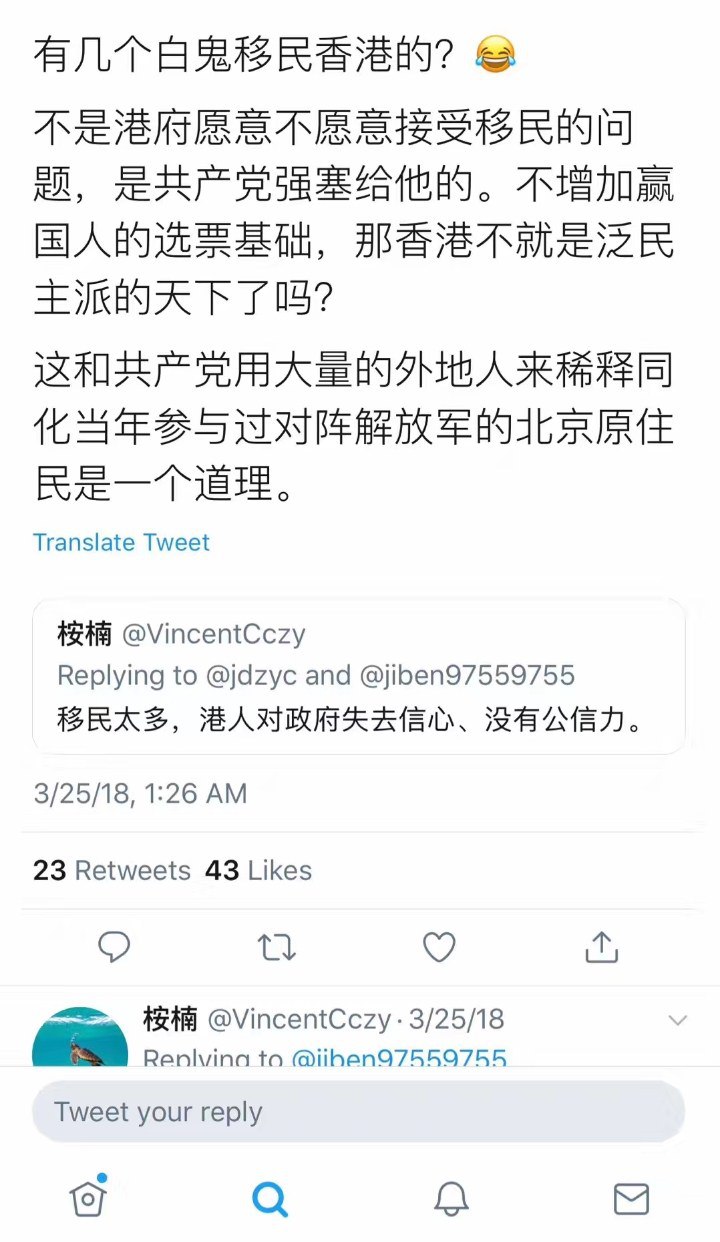 有几个白鬼移民香港的？😂
不是港府愿意不愿意接受移民的问
题，是共产党强塞给他的。不增加赢
国人的选票基础，那香港不就是泛民
主派的天下了吗？
这和共产党用大量的外地人来稀释同
化当年参与过对阵解放军的北京原住
民是一个道理。
Translate Tweet
桉楠 @VincentCczy
Replying to @jdzyc and @jiben97559755
移民太多，港人对政府失去信心、没有公信力。
3/25/18, 1:26 AM
23 Retweets 43 Likes
桉楠 @VincentCczy · 3/25/18
Replying to @jiben97559755
Tweet your reply